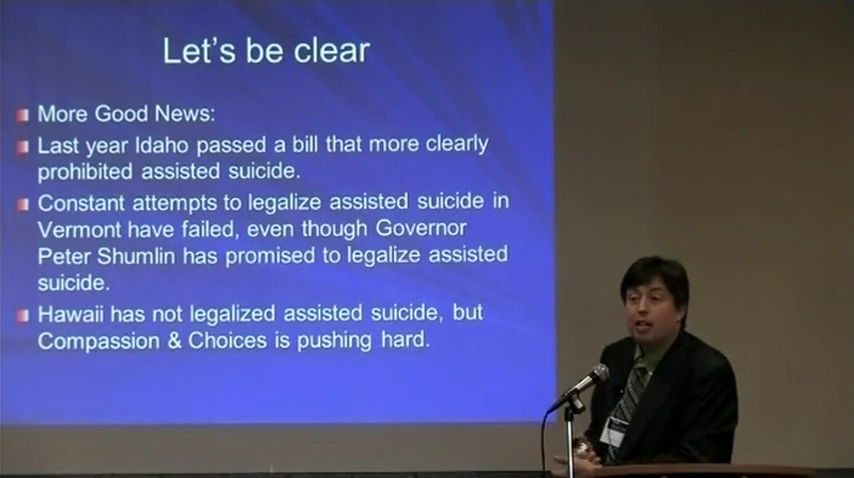 Let's be clear
More Good News:
Last year Idaho passed a bill that more clearly
prohibited assisted suicide.
Constant attempts to legalize assisted suicide in
Vermont have failed, even though Governor
Peter Shumlin has promised to legalize assisted
suicide.
Hawaii has not legalized assisted suicide, but
Compassion & Choices is pushing hard.